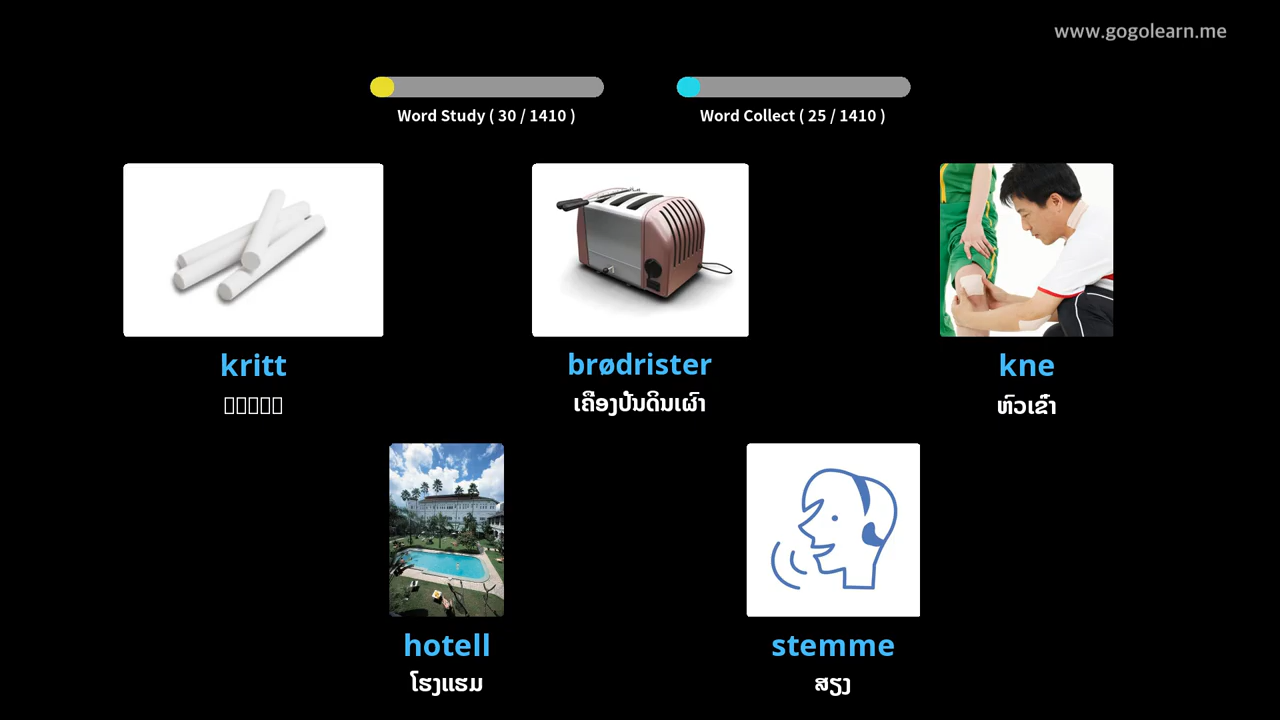 www.gogolearn.me
Word Study ( 30 / 1410 )
Word Collect ( 25 / 1410 )
kritt
brødrister
kne
ເຄືອງປັນດິນເຜົາ
ຫົວເຂົ່າ
hotell
stemme
ໂຮງແຮມ
ສຽງ